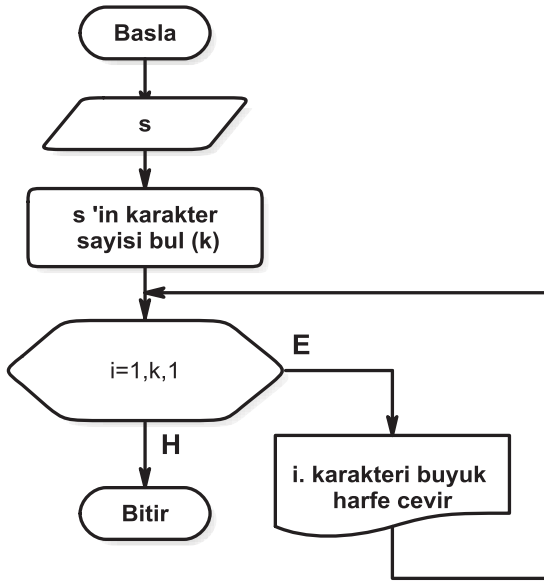 Basla
s
s 'in karakter
sayisi bul (k)
i=1,k,1
E
H
i. karakteri buyuk
harfe cevir
Bitir